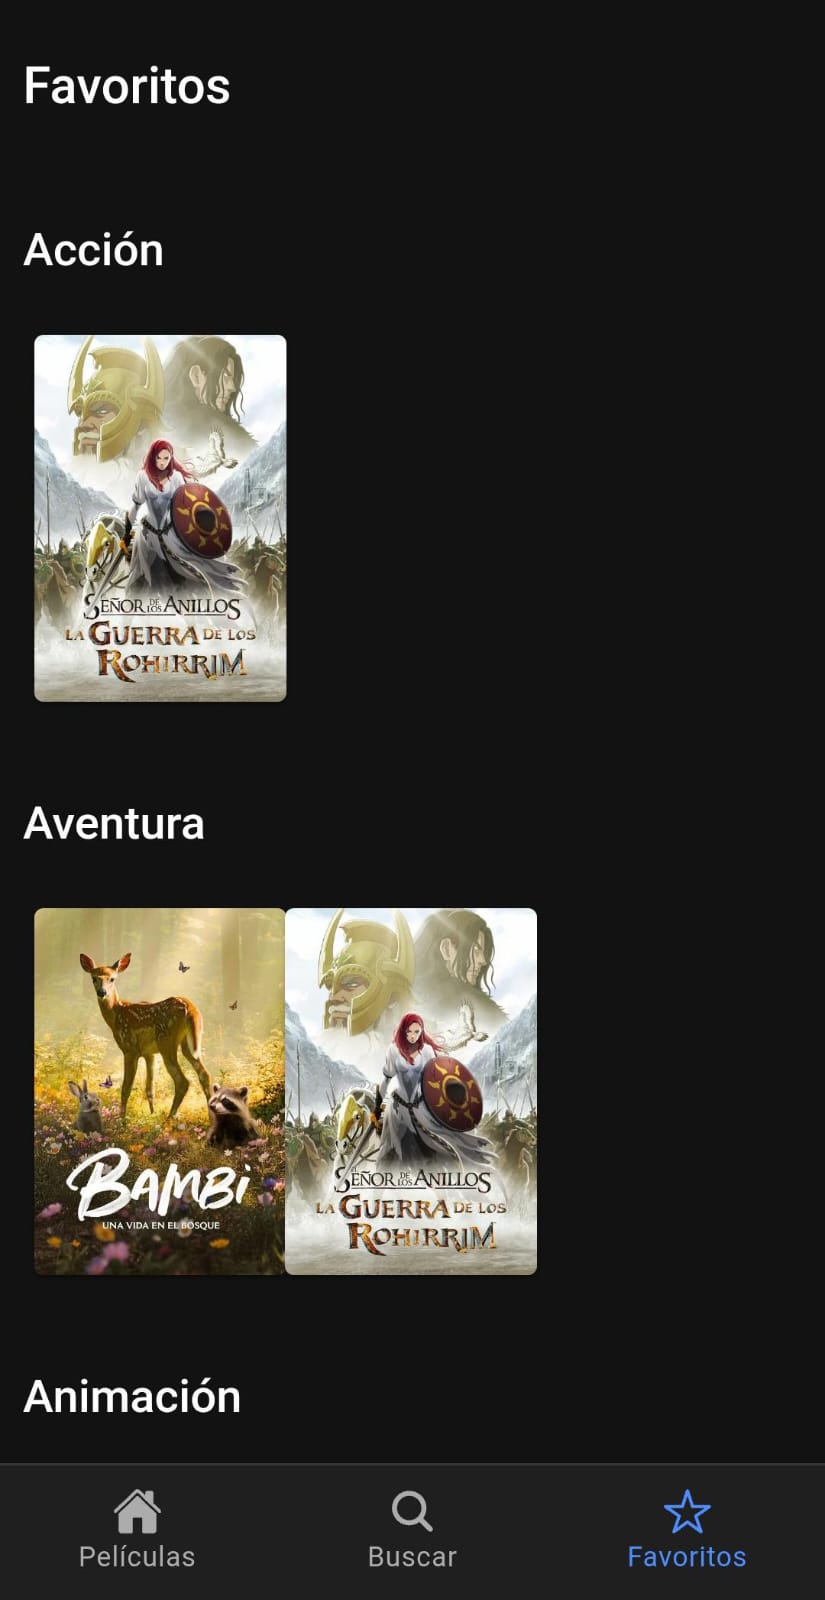 Favoritos
Acción
SEÑOR DE LOS ANILLOS
LA GUERRA DE LOS
ROHIRRIM
Aventura
BAMBi
UNA VIDA EN EL BOSQUE
EL
SEÑOR DE LOS ANILLOS
LA GUERRA DE LOS
ROHIRRIM
Animación
Películas
Buscar
Favoritos